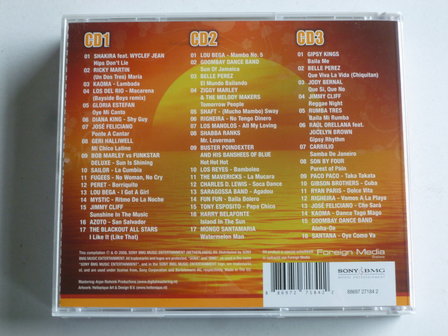 CD1
01 SHAKIRA feat. WYCLEF JEAN
Hips Don't Lie
02 RICKY MARTIN
(Un Dos Tres) Maria
03 KAOMA - Lambada
04 LOS DEL RIO - Macarena
(Bayside Boys remix)
05 GLORIA ESTEFAN
Oye Mi Canto
06 DIANA KING - Shy Guy
07 JOSÉ FELICIANO
Ponte A Cantar
08 GERI HALLIWELL
Mi Chico Latino
09 BOB MARLEY vs FUNKSTAR
DELUXE - Sun Is Shining
10 SAILOR - La Cumbia
11 FUGEES - No Woman, No Cry
12 PERET - Borriquito
13 LOU BEGA - I Got A Girl
14 MYSTIC - Ritmo De La Noche
15 JIMMY CLIFF
Sunshine In The Music
16 AZOTO - San Salvador
17 THE BLACKOUT ALL STARS
I Like It (Like That)
CD2
01 LOU BEGA - Mambo No. 5
02 GOOMBAY DANCE BAND
Sun Of Jamaica
03 BELLE PEREZ
El Mundo Bailando
04 ZIGGY MARLEY
& THE MELODY MAKERS
Tomorrow People
05 SHAFT - (Mucho Mambo) Sway
06 RIGHEIRA - No Tengo Dinero
07 LOS MANOLOS - All My Loving
08 SHABBA RANKS
Mr. Loverman
09 BUSTER POINDEXTER
AND HIS BANSHEES OF BLUE
Hot Hot Hot
10 LOS REYES - Bamboleo
11 THE MAVERICKS - La Mucara
12 CHARLES D. LEWIS - Soca Dance
13 SARAGOSSA BAND - Agadou
14 FUN FUN - Baila Bolero
15 TONY ESPOSITO - Papa Chico
16 HARRY BELAFONTE
Island In The Sun
17 MONGO SANTAMARIA
Watermelon Man
CD3
01 GIPSY KINGS
Baila Me
02 BELLE PEREZ
Que Viva La Vida (Chiquitan)
03 JODY BERNAL
Que Si, Que No
04 JIMMY CLIFF
Reggae Night
05 RUMBA TRES
Baila Mi Rumba
06 RAÚL ORELLANA feat.
JOCELYN BROWN
Gipsy Rhythm
07 CARRILIO
Samba De Janeiro
08 SON BY FOUR
Purest of Pain
09 PACO PACO - Taka Takata
10 GIBSON BROTHERS - Cuba
11 RYAN PARIS - Dolce Vita
12 RIGHEIRA - Vamos A La Playa
13 JOSÉ FELICIANO - Ché Sará
14 KAOMA - Dança Tago Mago
15 GOOMBAY DANCE BAND
Aloha-Oe
16 SANTANA - Oye Como Va
Foreign Media
SONY BMG
MUSIC ENTERTAINMENT
88697 27184 2